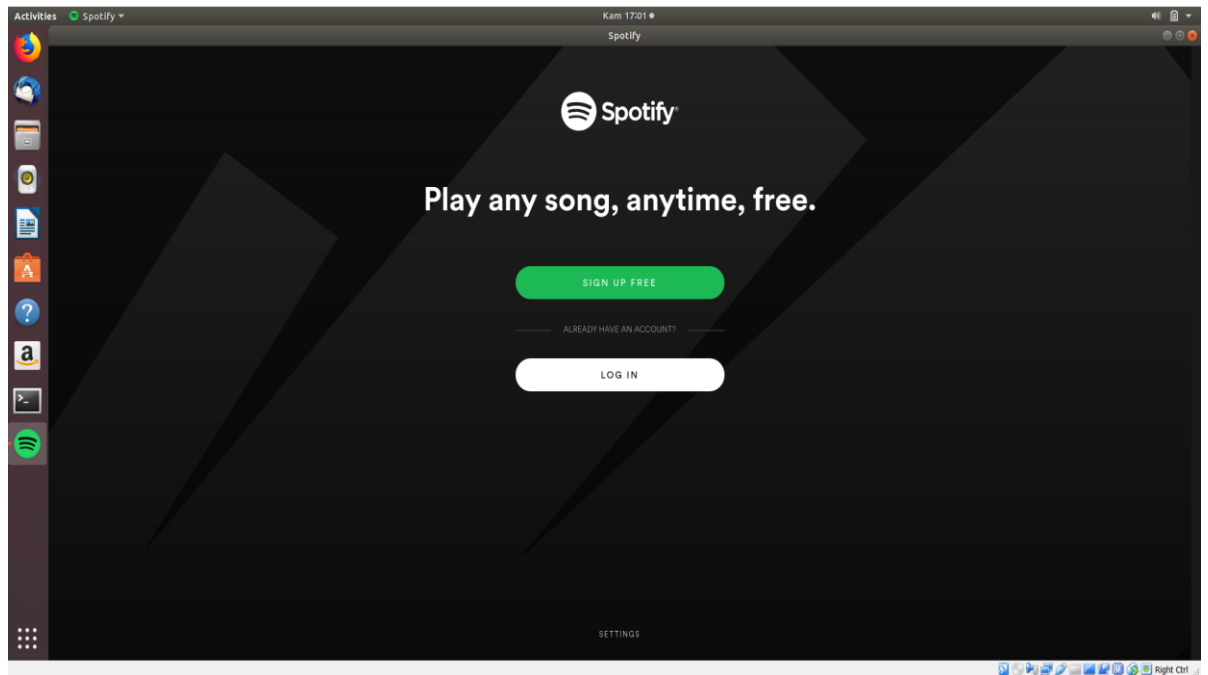 Activities Spotify Kam 17:01
Spotify
Spotify
Play any song, anytime, free.
SIGN UP FREE
ALREADY HAVE AN ACCOUNT?
LOG IN
SETTINGS
Right Ctrl